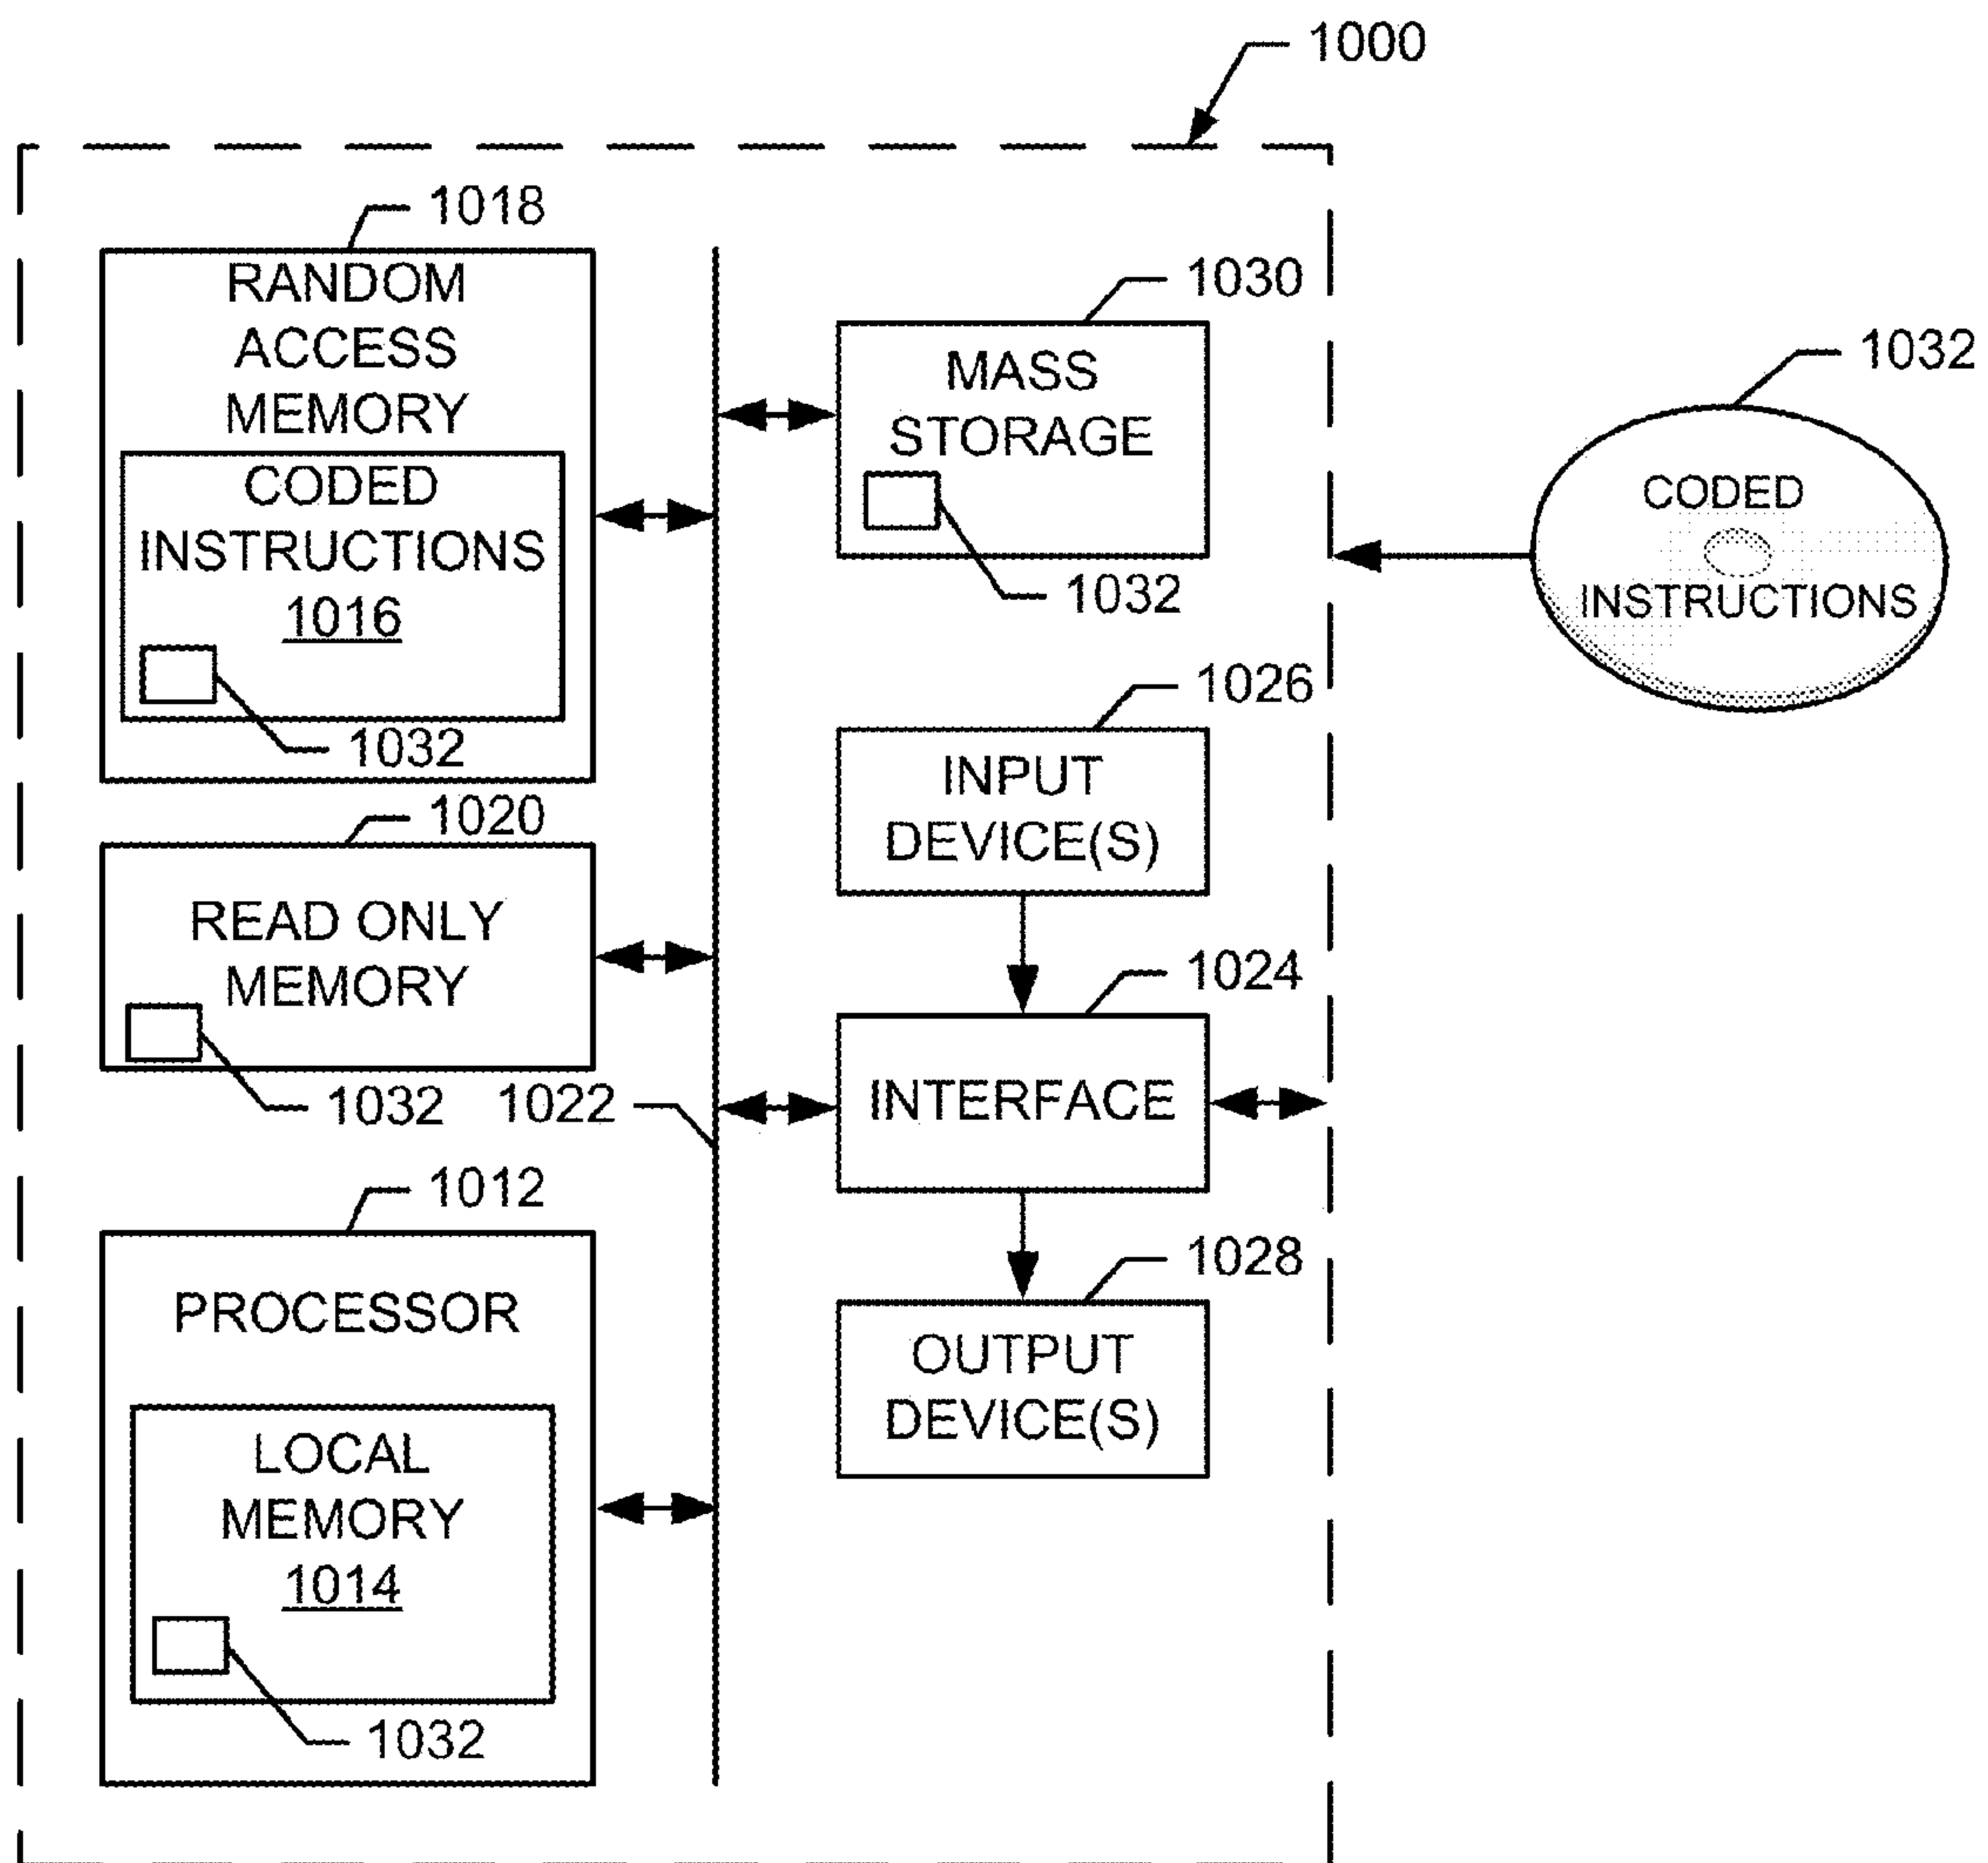 1000
1018
RANDOM
ACCESS
MEMORY
CODED
INSTRUCTIONS
1016
1032
1020
READ ONLY
MEMORY
1032
1022
1012
PROCESSOR
LOCAL
MEMORY
1014
1032
1030
MASS
STORAGE
1032
1026
INPUT
DEVICE(S)
1024
INTERFACE
1028
OUTPUT
DEVICE(S)
1032
CODED
INSTRUCTIONS